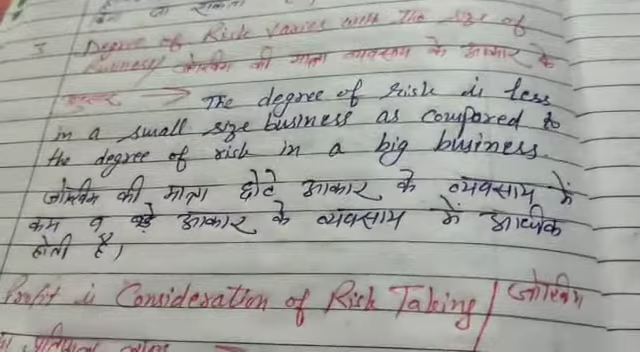 3 Degree of Risk Varies with The size of
Business/ जोखिम की मात्रा व्यवसाय के आकार के
→ The degree of risk is less
in a small size business as compared to
the degree of risk in a big business.
जोखिम की मात्रा छोटे आकार के व्यवसाय में
कम व बड़े आकार के व्यवसाय में अधिक
होती है।
Profit is Consideration of Risk Taking/ जोखिम